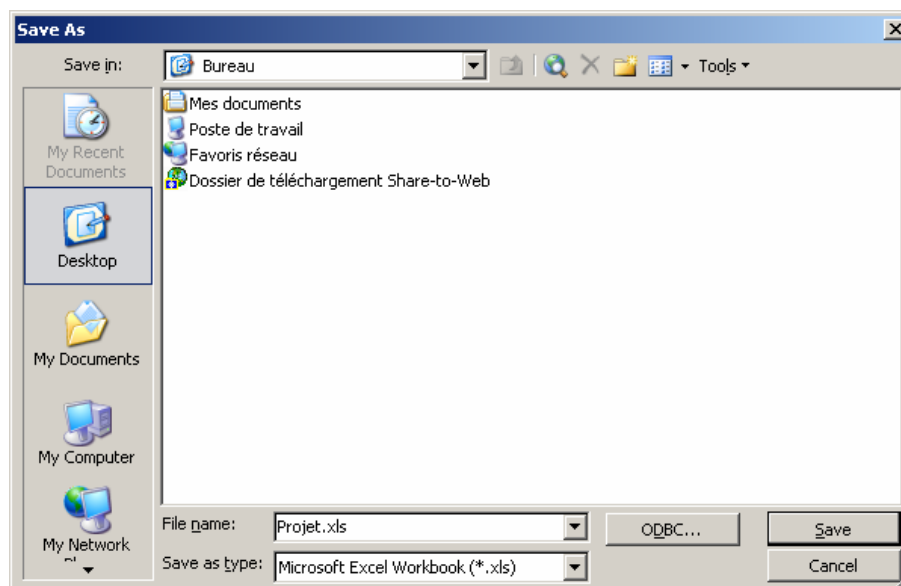 Save As
Save in:
Bureau
Tools
Mes documents
Poste de travail
Favoris réseau
Dossier de téléchargement Share-to-Web
My Recent
Documents
Desktop
My Documents
My Computer
My Network
File name:
Projet.xls
ODBC...
Save
Save as type:
Microsoft Excel Workbook (*.xls)
Cancel